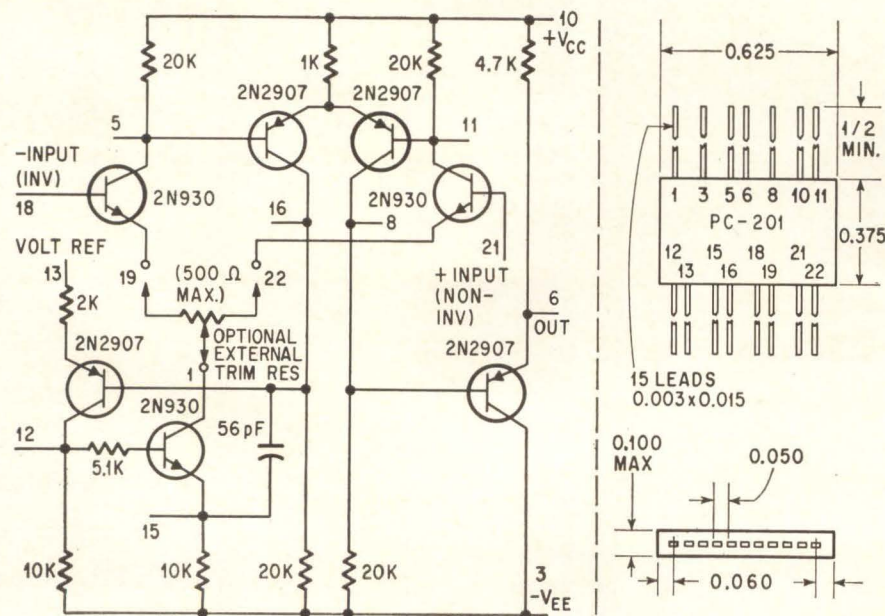 10
+VCC
20K
1K
20K
4.7K
2N2907
2N2907
5
11
-INPUT
(INV)
18
2N930
16
8
2N930
VOLT REF
13
19
(500 Ω
MAX.)
22
21
+ INPUT
(NON-
INV)
6
OUT
2K
2N2907
OPTIONAL
EXTERNAL
TRIM RES
1
2N2907
2N930
12
5.1K
56pF
15
10K
10K
20K
20K
3
-VEE
0.625
1/2
MIN.
1 3 5 6 8 10 11
PC-201
0.375
12 15 18 21
13 16 19 22
15 LEADS
0.003x0.015
0.100
MAX
0.050
0.060